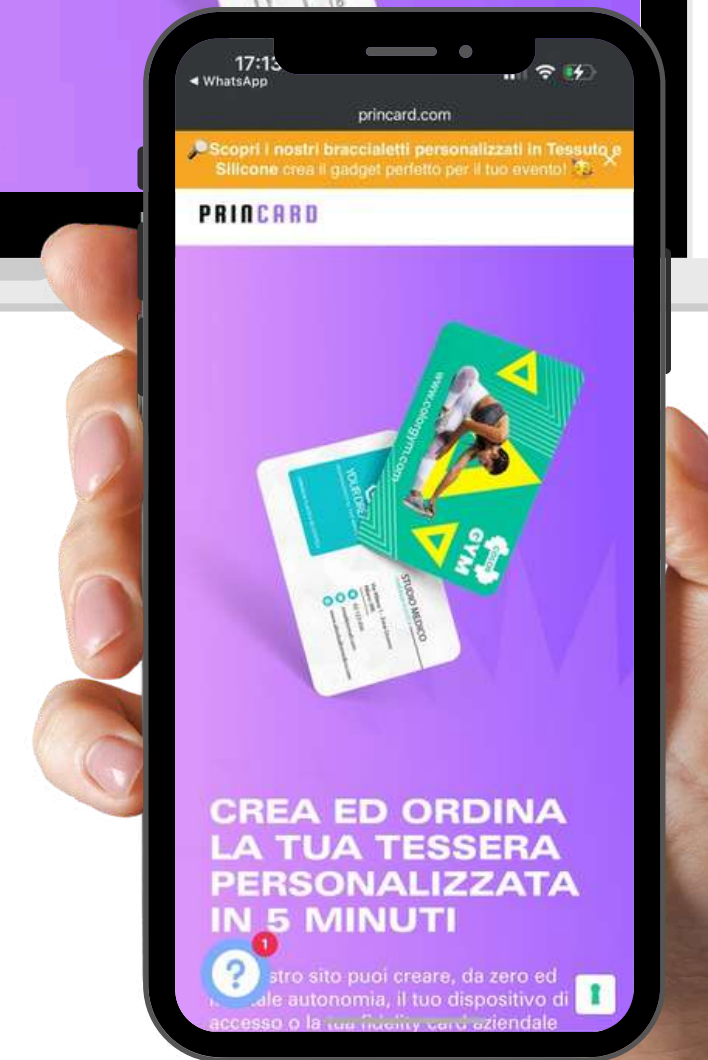 17:13
◀ WhatsApp
princard.com
Scopri i nostri braccialetti personalizzati in Tessuto e
Silicone crea il gadget perfetto per il tuo evento!
PRINCARD
www.colorgym.com
COLOR
GYM
STUDIO MEDICO
CREA ED ORDINA
LA TUA TESSERA
PERSONALIZZATA
IN 5 MINUTI
1
?
sito puoi creare, da zero ed
autonomia, il tuo dispositivo di
accesso o la tua fidelity card aziendale